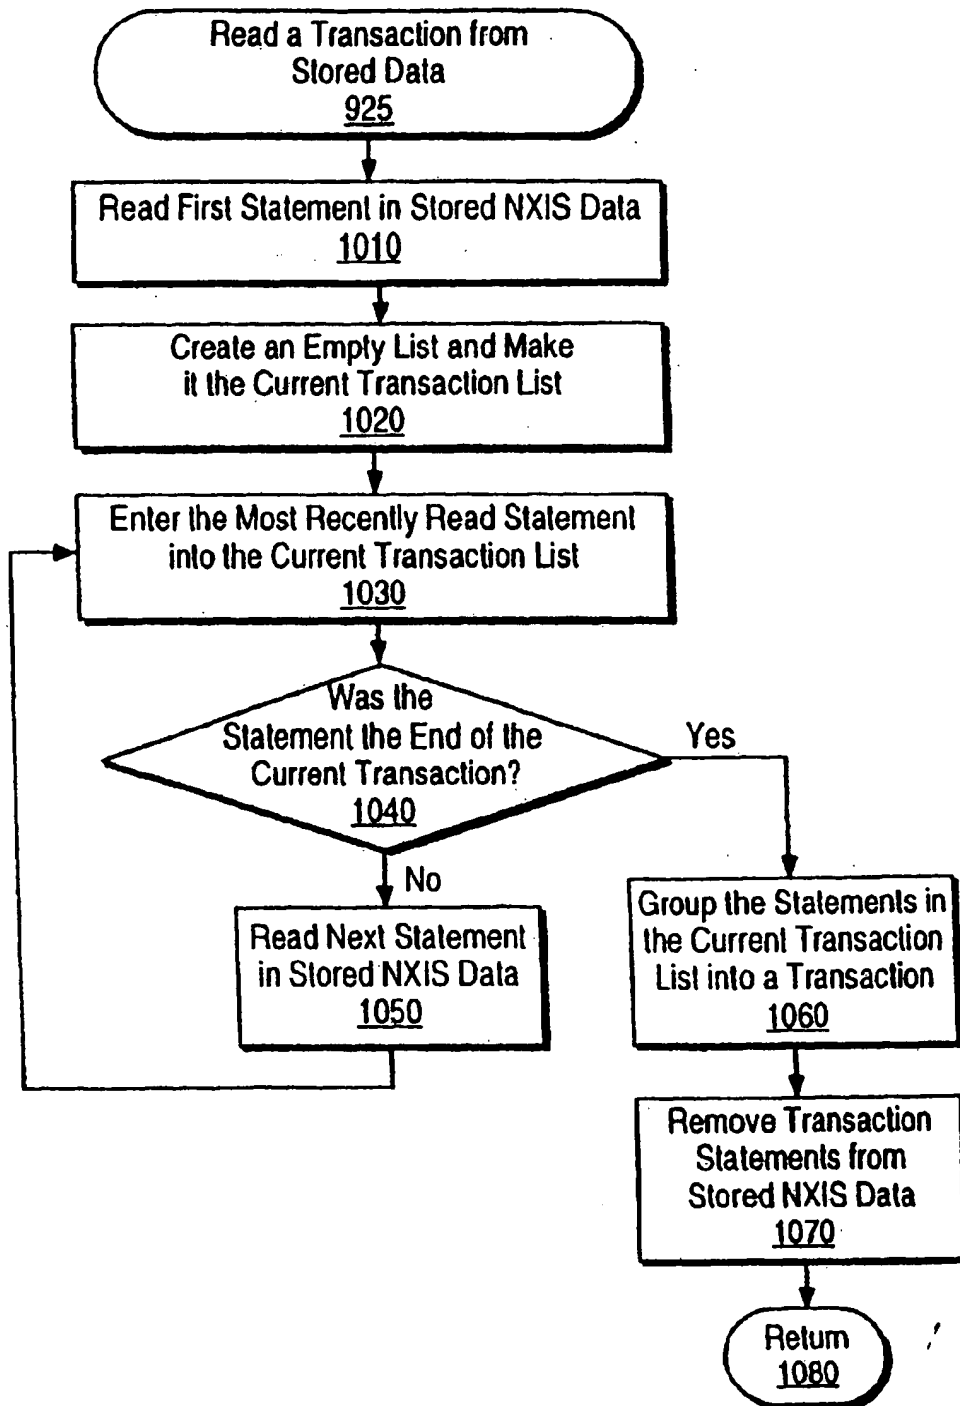 Read a Transaction from
Stored Data
925
Read First Statement in Stored NXIS Data
1010
Create an Empty List and Make
it the Current Transaction List
1020
Enter the Most Recently Read Statement
into the Current Transaction List
1030
Was the
Statement the End of the
Current Transaction?
1040
Yes
No
Read Next Statement
in Stored NXIS Data
1050
Group the Statements in
the Current Transaction
List into a Transaction
1060
Remove Transaction
Statements from
Stored NXIS Data
1070
Return
1080